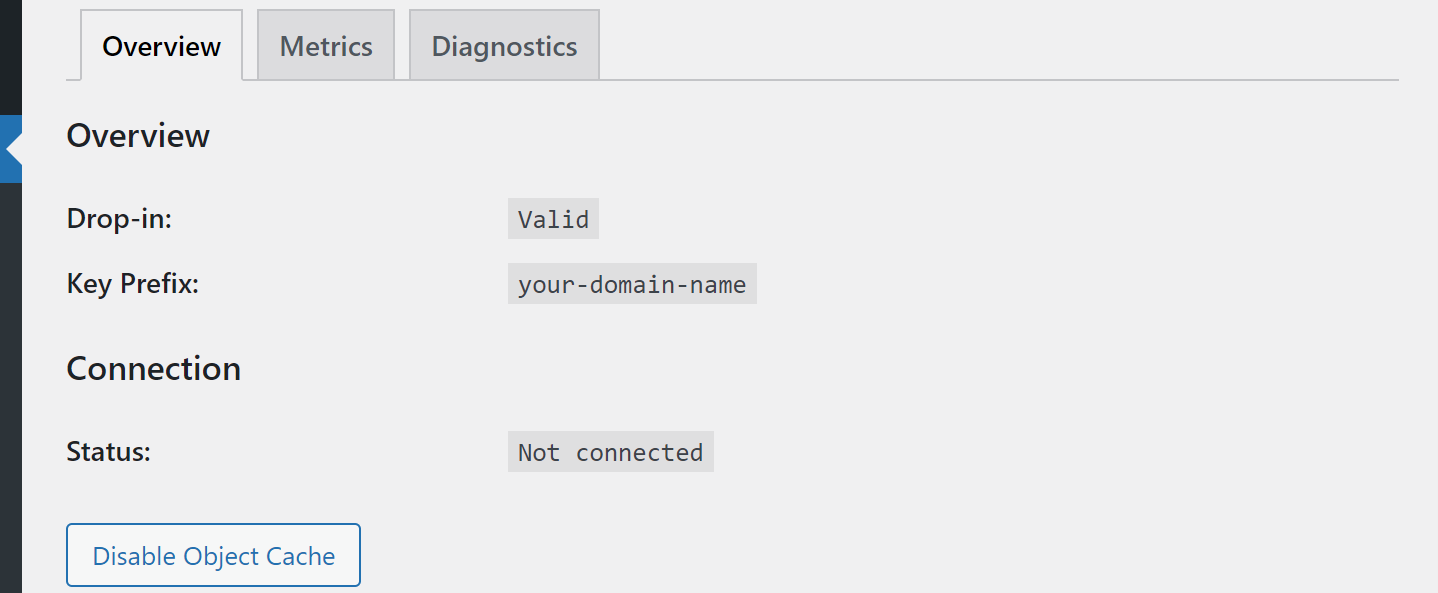 Overview Metrics Diagnostics
Overview
Drop-in: Valid
Key Prefix: your-domain-name
Connection
Status: Not connected
Disable Object Cache